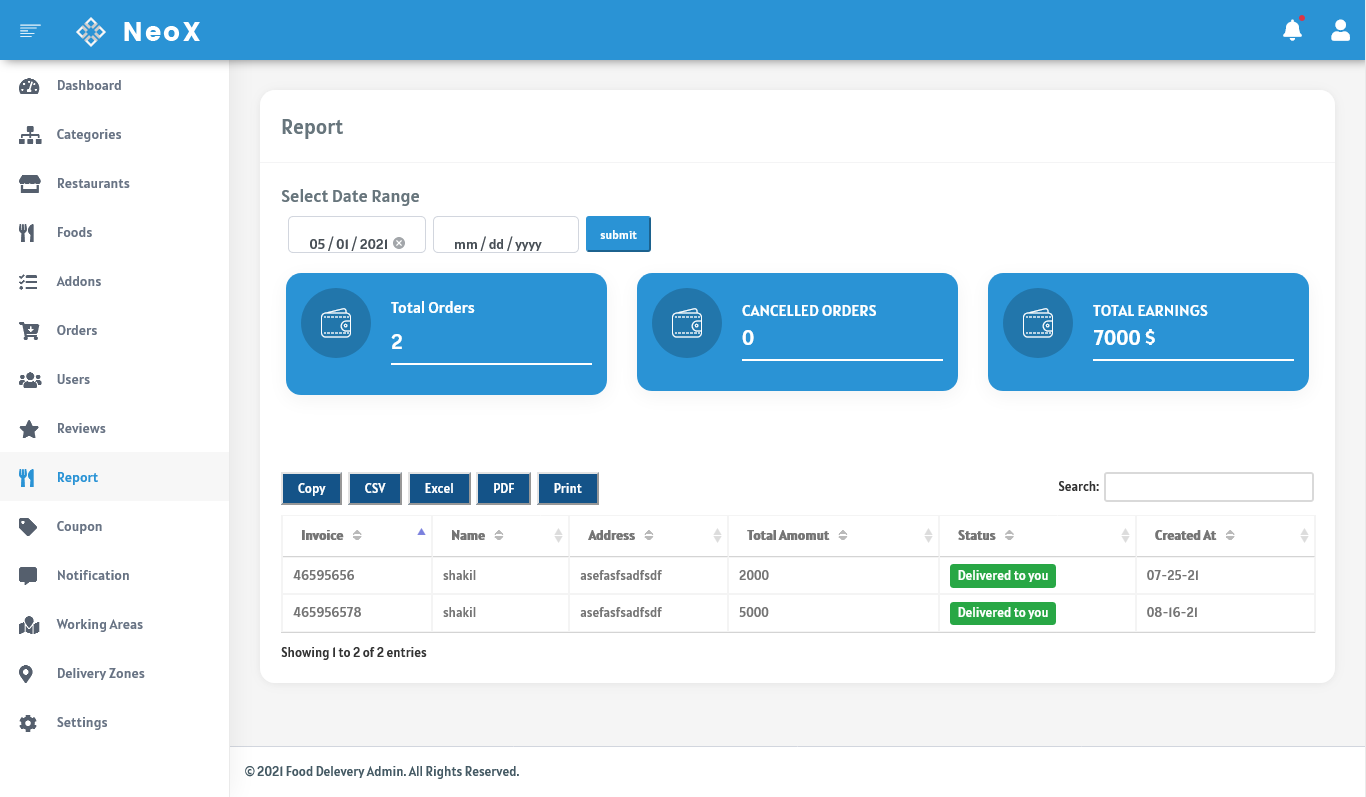 NeoX
Dashboard
Categories
Restaurants
Foods
Addons
Orders
Users
Reviews
Report
Coupon
Notification
Working Areas
Delivery Zones
Settings
Report
Select Date Range
05 / 01 / 2021 mm / dd / yyyy submit
Total Orders
2
CANCELLED ORDERS
0
TOTAL EARNINGS
7000 $
Copy CSV Excel PDF Print Search:
Invoice Name Address Total Amomut Status Created At
46595656 shakil asefasfsadfsdf 2000 Delivered to you 07-25-21
465956578 shakil asefasfsadfsdf 5000 Delivered to you 08-16-21
Showing 1 to 2 of 2 entries
© 2021 Food Delevery Admin. All Rights Reserved.